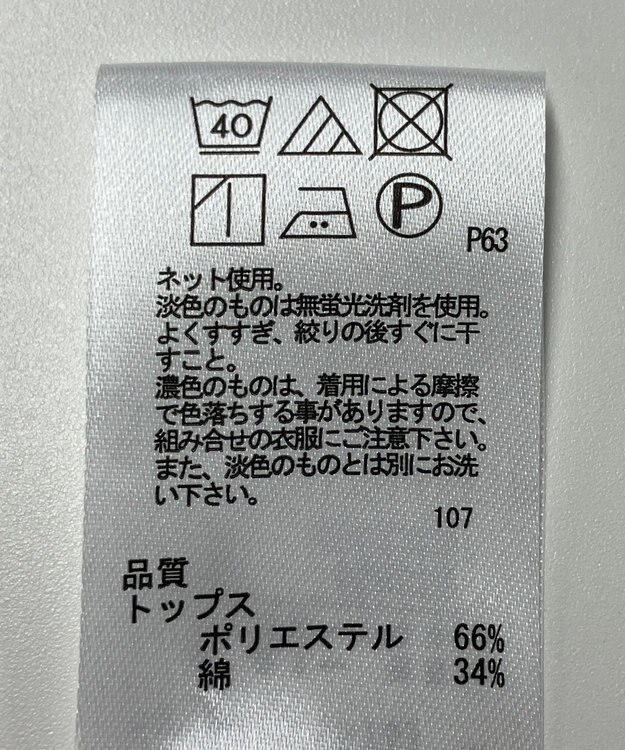 40
P
P63
ネット使用。
淡色のものは無蛍光洗剤を使用。
よくすすぎ、絞りの後すぐに干
すこと。
濃色のものは、着用による摩擦
で色落ちする事がありますので、
組み合せの衣服にご注意下さい。
また、淡色のものとは別にお洗
い下さい。
107
品質
トップス
ポリエステル 66%
綿 34%